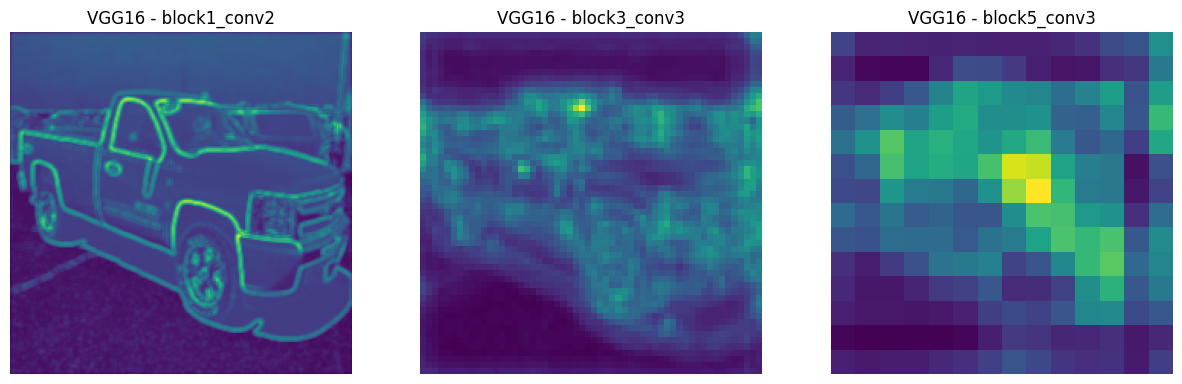 VGG16 - block1_conv2
VGG16 - block3_conv3
VGG16 - block5_conv3